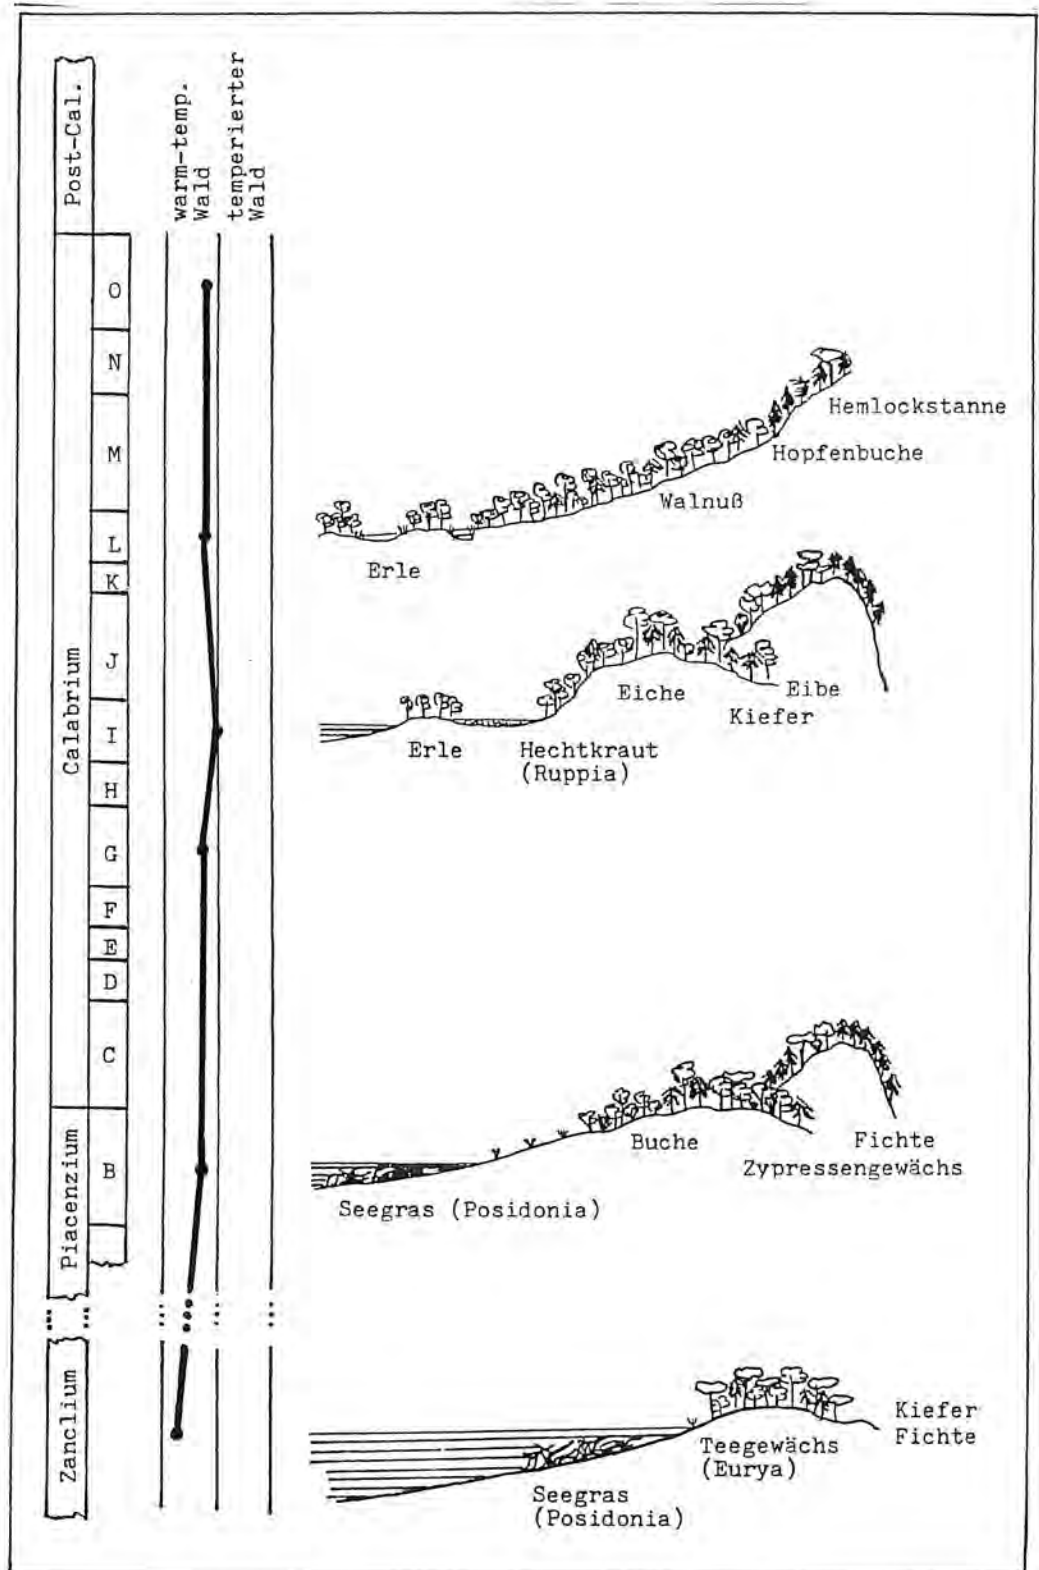 Post-Cal.
warm-temp.
Wald
temperierter
Wald
Calabrium
O
N
M
L
K
J
I
H
G
F
E
D
C
Piacenzium
B
Zanclium
Hemlockstanne
Hopfenbuche
Walnuß
Erle
Eiche
Eibe
Kiefer
Erle
Hechtkraut
(Ruppia)
Buche
Fichte
Zypressengewächs
Seegras (Posidonia)
Kiefer
Fichte
Teegewächs
(Eurya)
Seegras
(Posidonia)